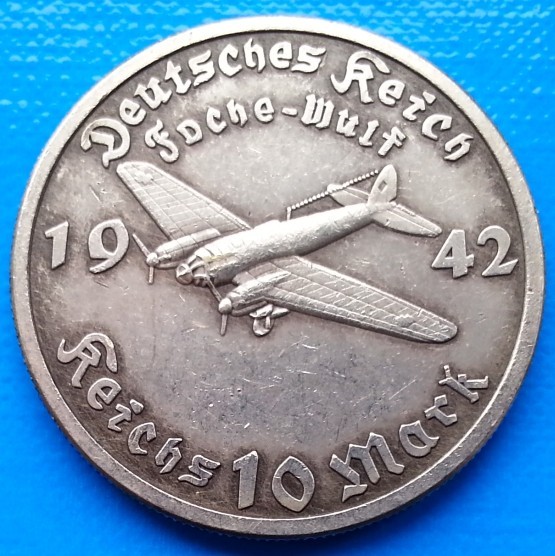 Deutsches Reich
Focke-Wulf
19 42
Reichs 10 Mark